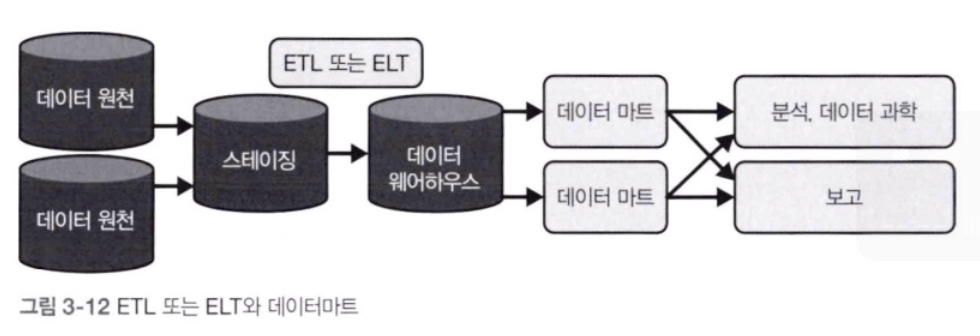 ETL 또는 ELT
데이터 원천
데이터 원천
스테이징
데이터
웨어하우스
데이터 마트
데이터 마트
분석, 데이터 과학
보고
그림 3-12 ETL 또는 ELT와 데이터마트